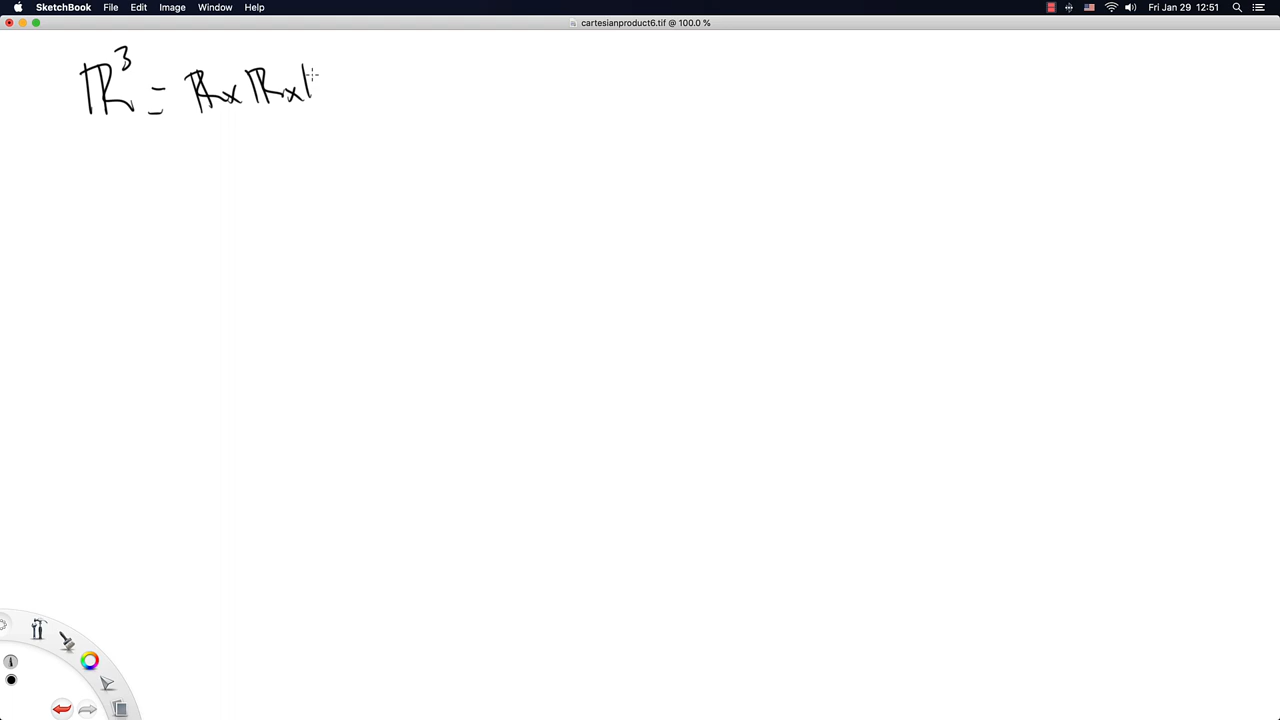 SketchBook File Edit Image Window Help Fri Jan 29 12:51
cartesianproduct6.tif @ 100.0 %
ℝ³ = ℝ x ℝ x